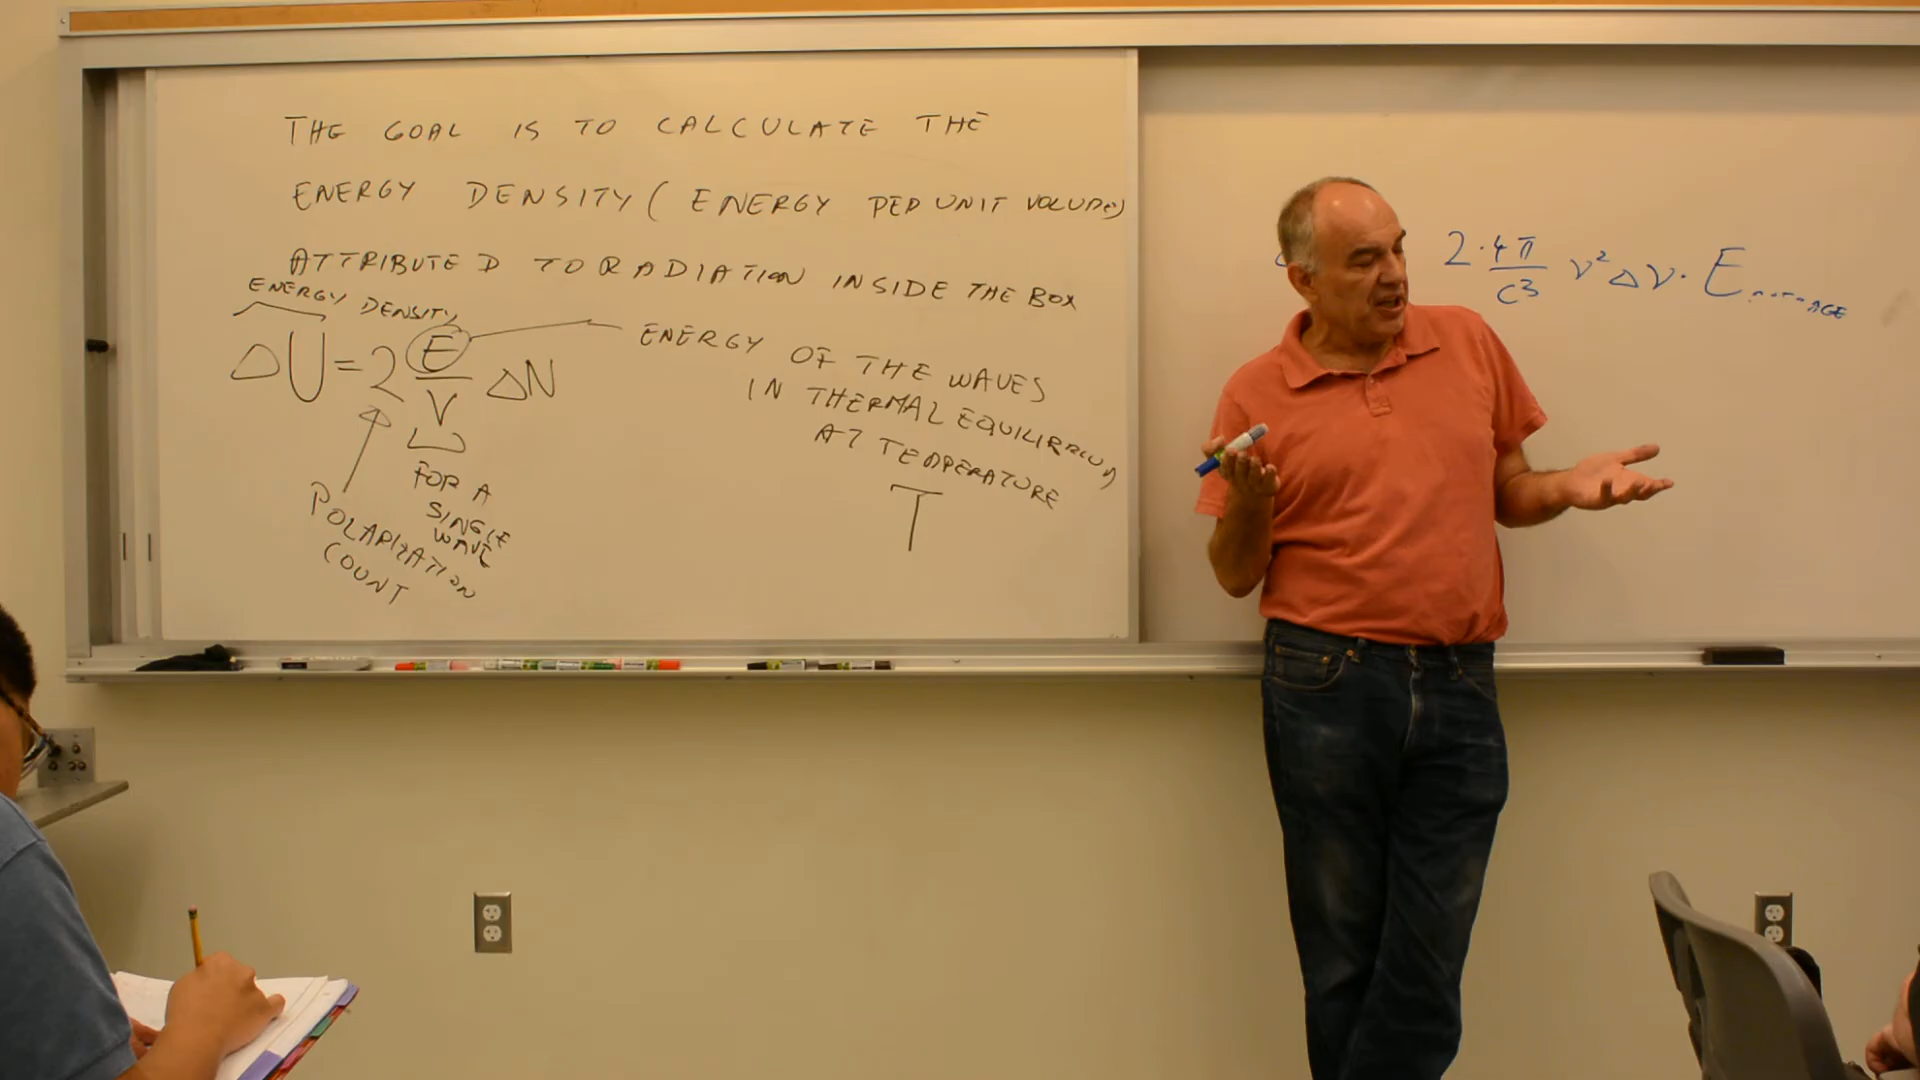 THE GOAL IS TO CALCULATE THE
ENERGY DENSITY ( ENERGY PER UNIT VOLUME)
ATTRIBUTED TO RADIATION INSIDE THE BOX
ENERGY DENSITY
ΔU = 2 E/V ΔN
ENERGY OF THE WAVES
IN THERMAL EQUILIBRIUM
AT TEMPERATURE
T
FOR A
SINGLE
WAVE
POLARIZATION
COUNT
2·4π/c³ ν² Δν · E